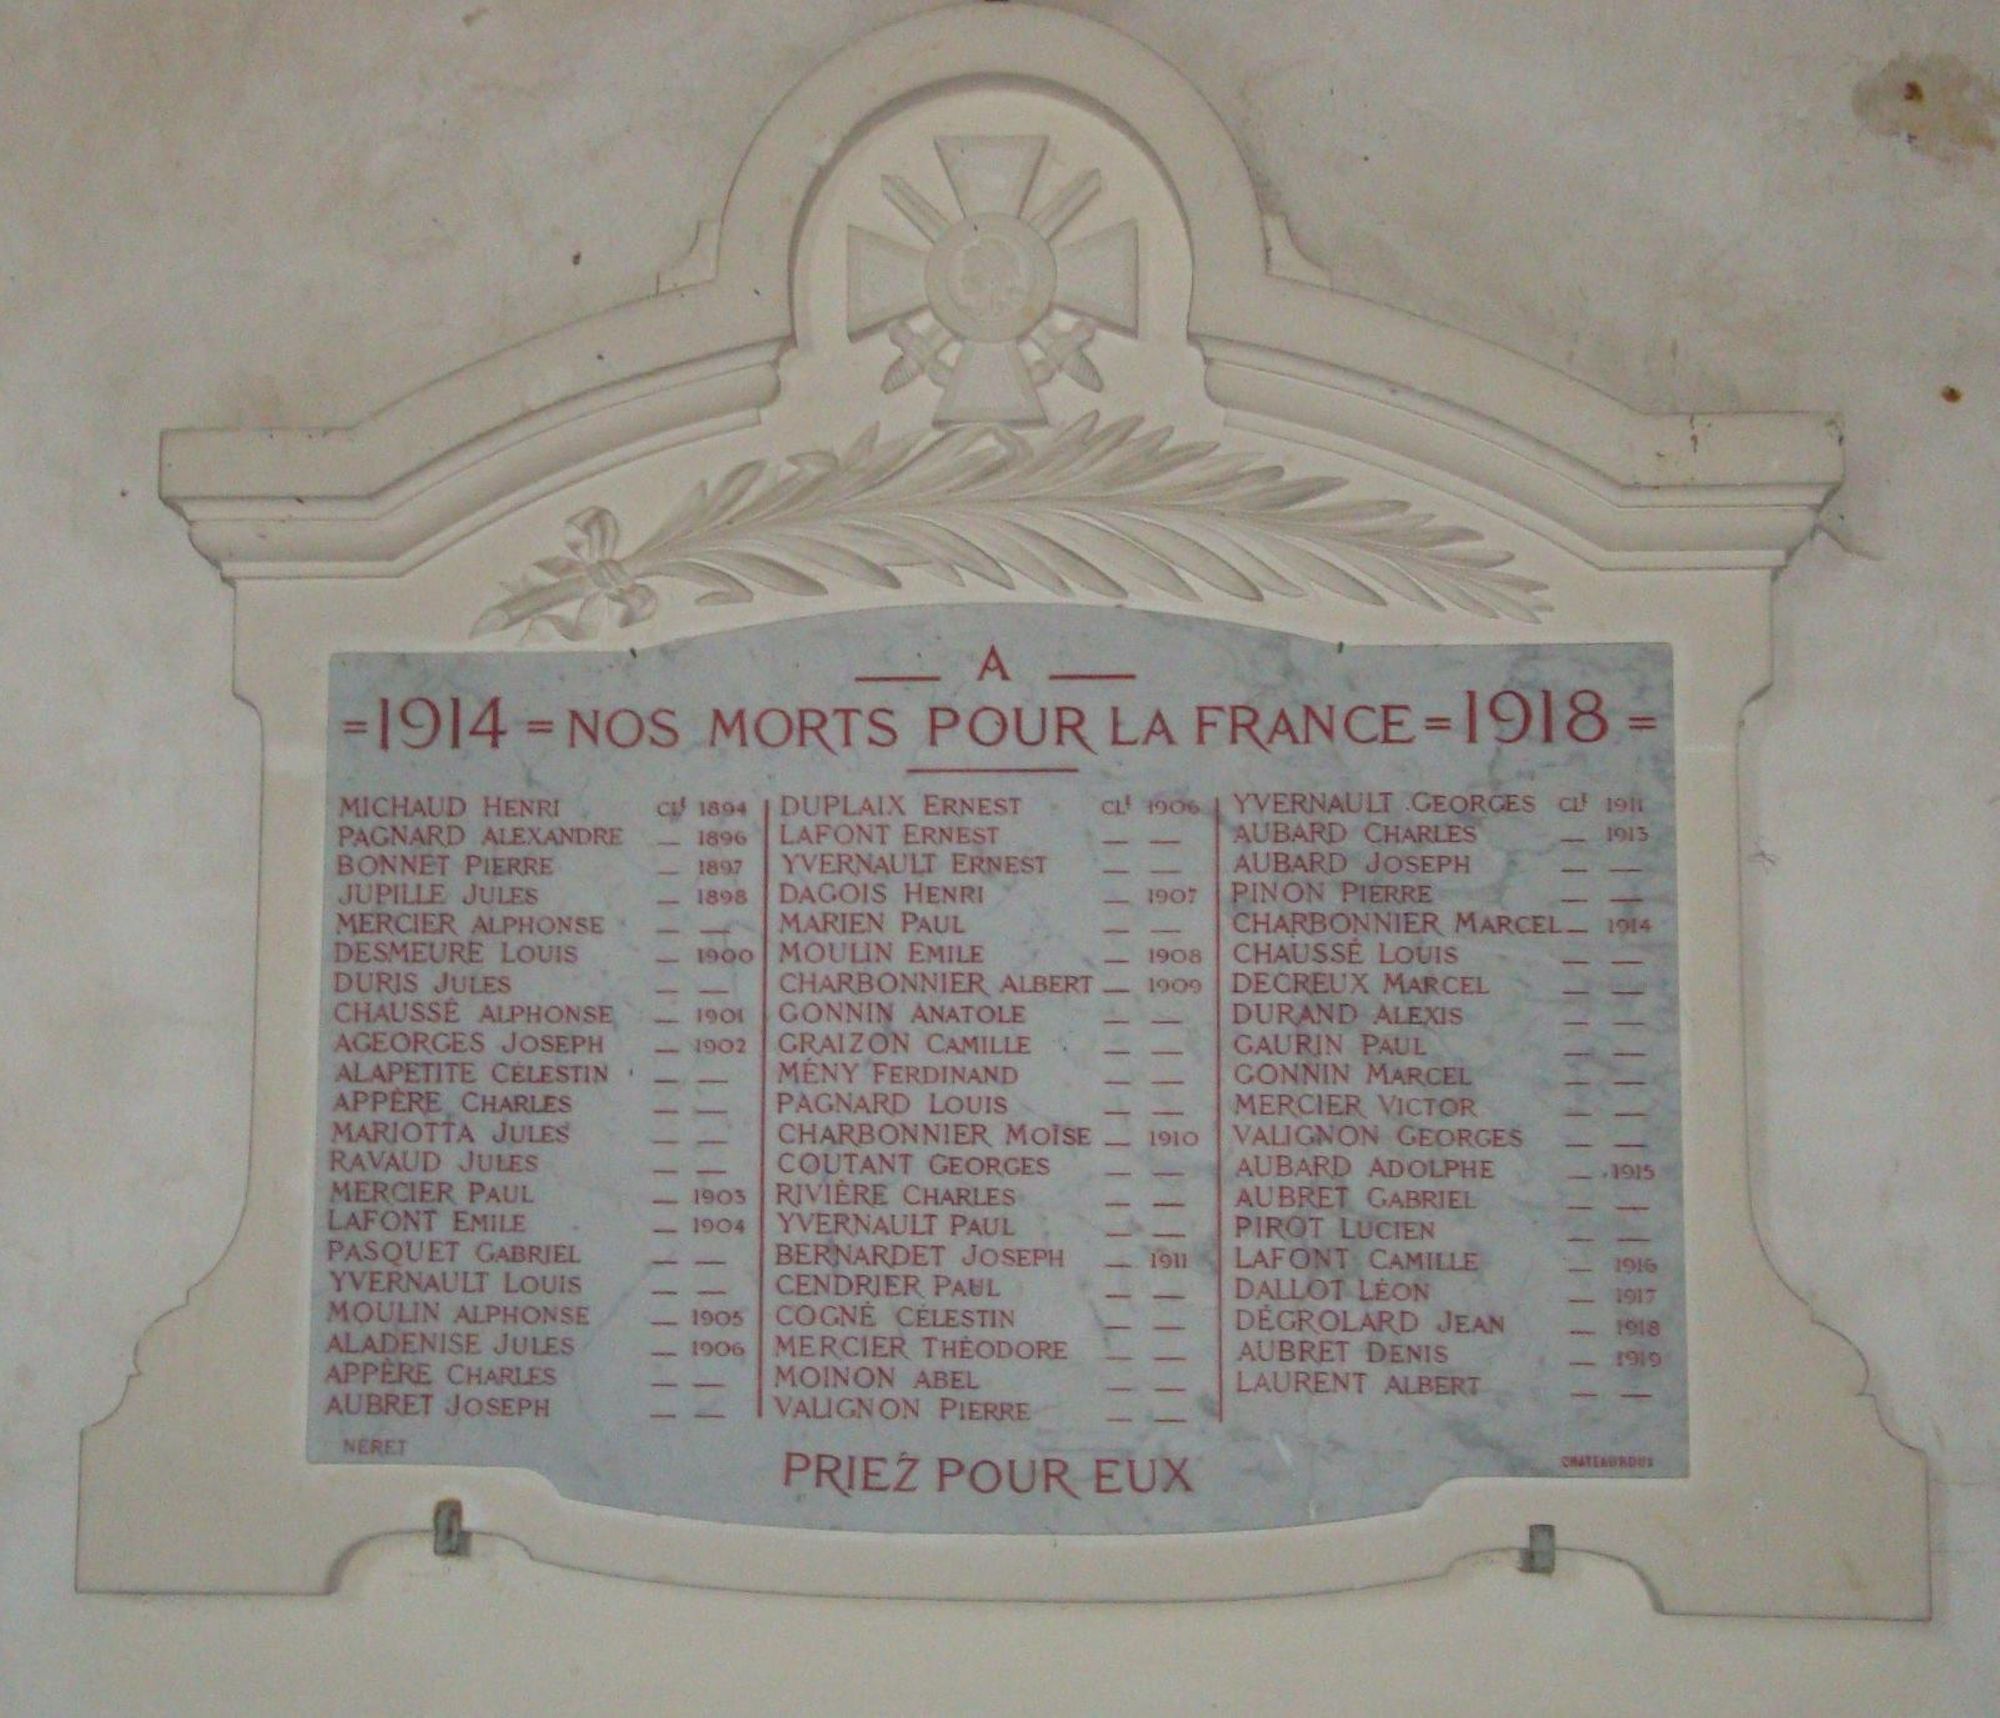 — A —
=1914=NOS MORTS POUR LA FRANCE=1918=
MICHAUD HENRI CLE 1894
PAGNARD ALEXANDRE — 1896
BONNET PIERRE — 1897
JUPILLE JULES — 1898
MERCIER ALPHONSE — —
DESMEURE LOUIS — 1900
DURIS JULES — —
CHAUSSÉ ALPHONSE — 1901
AGEORGES JOSEPH — 1902
ALAPETITE CÉLESTIN — —
APPÈRE CHARLES — —
MARIOTTA JULES — —
RAVAUD JULES — —
MERCIER PAUL — 1903
LAFONT EMILE — 1904
PASQUET GABRIEL — —
YVERNAULT LOUIS — —
MOULIN ALPHONSE — 1905
ALADENISE JULES — 1906
APPÈRE CHARLES — —
AUBRET JOSEPH — —
DUPLAIX ERNEST CLE 1906
LAFONT ERNEST — —
YVERNAULT ERNEST — —
DAGOIS HENRI — 1907
MARIEN PAUL — —
MOULIN EMILE — 1908
CHARBONNIER ALBERT — 1909
GONNIN ANATOLE — —
GRAIZON CAMILLE — —
MÉNY FERDINAND — —
PAGNARD LOUIS — —
CHARBONNIER MOÏSE — 1910
COUTANT GEORGES — —
RIVIÈRE CHARLES — —
YVERNAULT PAUL — —
BERNARDET JOSEPH — 1911
CENDRIER PAUL — —
COGNÉ CÉLESTIN — —
MERCIER THÉODORE — —
MOINON ABEL — —
VALIGNON PIERRE — —
YVERNAULT GEORGES CLE 1911
AUBARD CHARLES — 1913
AUBARD JOSEPH — —
PINON PIERRE — —
CHARBONNIER MARCEL — 1914
CHAUSSÉ LOUIS — —
DECREUX MARCEL — —
DURAND ALEXIS — —
GAURIN PAUL — —
GONNIN MARCEL — —
MERCIER VICTOR — —
VALIGNON GEORGES — —
AUBARD ADOLPHE — 1915
AUBRET GABRIEL — —
PIROT LUCIEN — —
LAFONT CAMILLE — 1916
DALLOT LÉON — 1917
DÉGROLARD JEAN — 1918
AUBRET DENIS — 1919
LAURENT ALBERT — —
NERET
CHATEAUROUX
PRIEZ POUR EUX